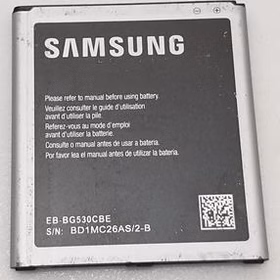 SAMSUNG
Please refer to manual before using battery.
Veuillez consulter le guide d'utilisation
avant d'utiliser la pile.
Referez-vous au mode d'emploi
avant d'utiliser la batterie.
Consulte o manual antes de usar a bateria.
Por favor lea el manual antes de utilizar la batería.
EB-BG530CBE
S/N: BD1MC26AS/2-B